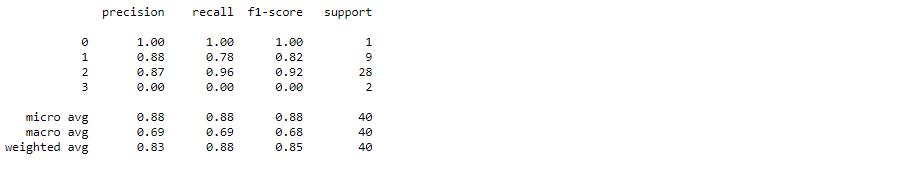 precision recall f1-score support
0 1.00 1.00 1.00 1
1 0.88 0.78 0.82 9
2 0.87 0.96 0.92 28
3 0.00 0.00 0.00 2
micro avg 0.88 0.88 0.88 40
macro avg 0.69 0.69 0.68 40
weighted avg 0.83 0.88 0.85 40